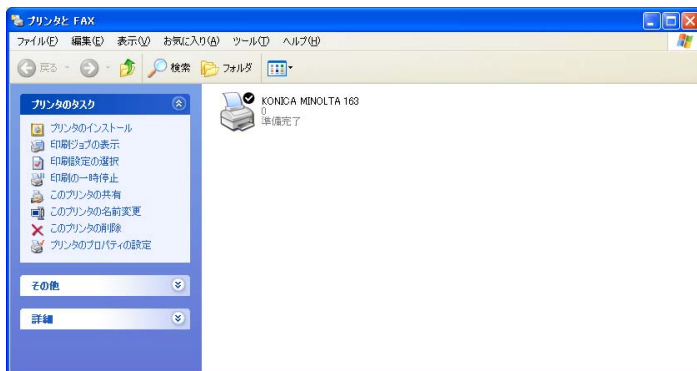 プリンタと FAX
ファイル(F) 編集(E) 表示(V) お気に入り(A) ツール(T) ヘルプ(H)
戻る 検索 フォルダ
プリンタのタスク
プリンタのインストール
印刷ジョブの表示
印刷設定の選択
印刷の一時停止
このプリンタの共有
このプリンタの名前変更
このプリンタの削除
プリンタのプロパティの設定
その他
詳細
KONICA MINOLTA 163
0
準備完了